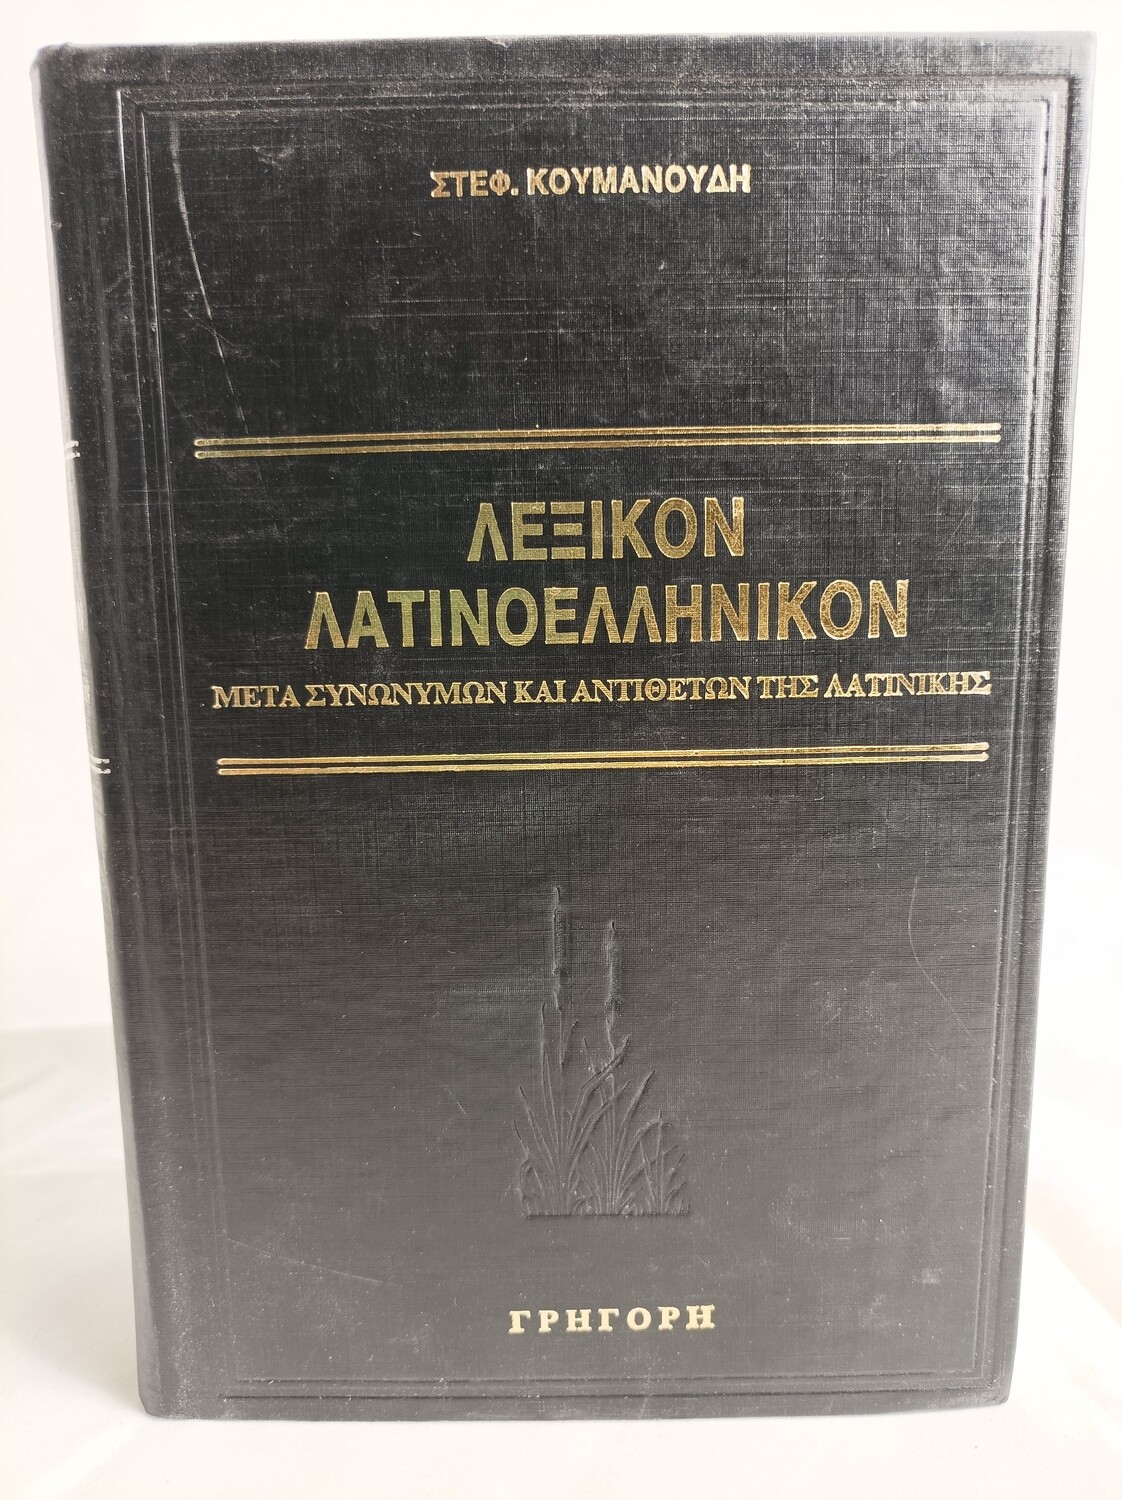 ΣΤΕΦ. ΚΟΥΜΑΝΟΥΔΗ
ΛΕΞΙΚΟΝ
ΛΑΤΙΝΟΕΛΛΗΝΙΚΟΝ
ΜΕΤΑ ΣΥΝΩΝΥΜΩΝ ΚΑΙ ΑΝΤΙΘΕΤΩΝ ΤΗΣ ΛΑΤΙΝΙΚΗΣ
ΓΡΗΓΟΡΗ